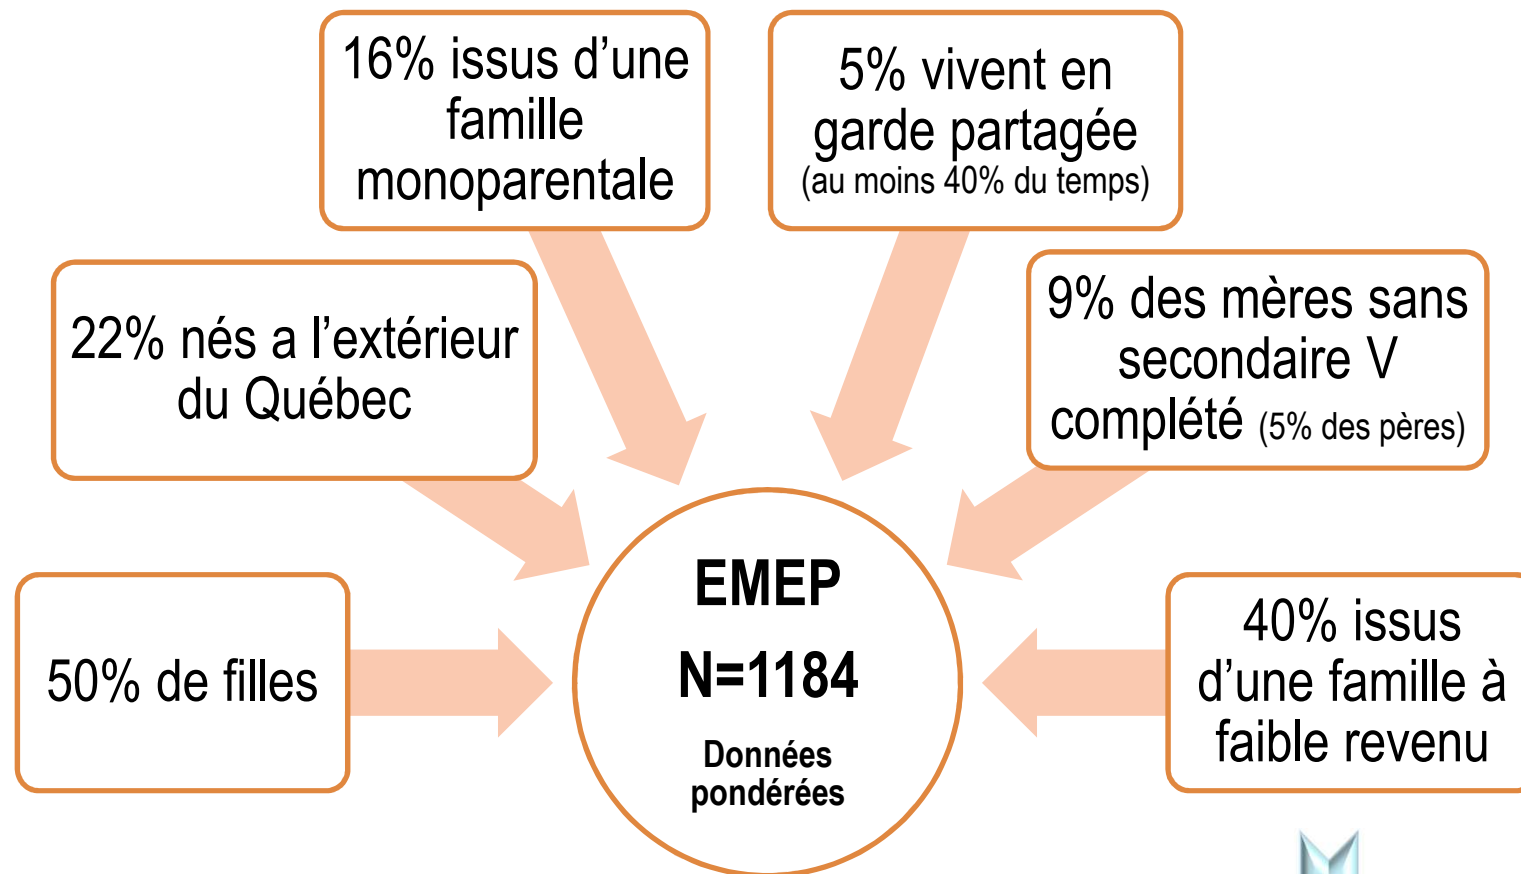 16% issus d’une
famille
monoparentale
5% vivent en
garde partagée
(au moins 40% du temps)
22% nés a l’extérieur
du Québec
9% des mères sans
secondaire V
complété (5% des pères)
50% de filles
EMEP
N=1184
Données
pondérées
40% issus
d’une famille à
faible revenu